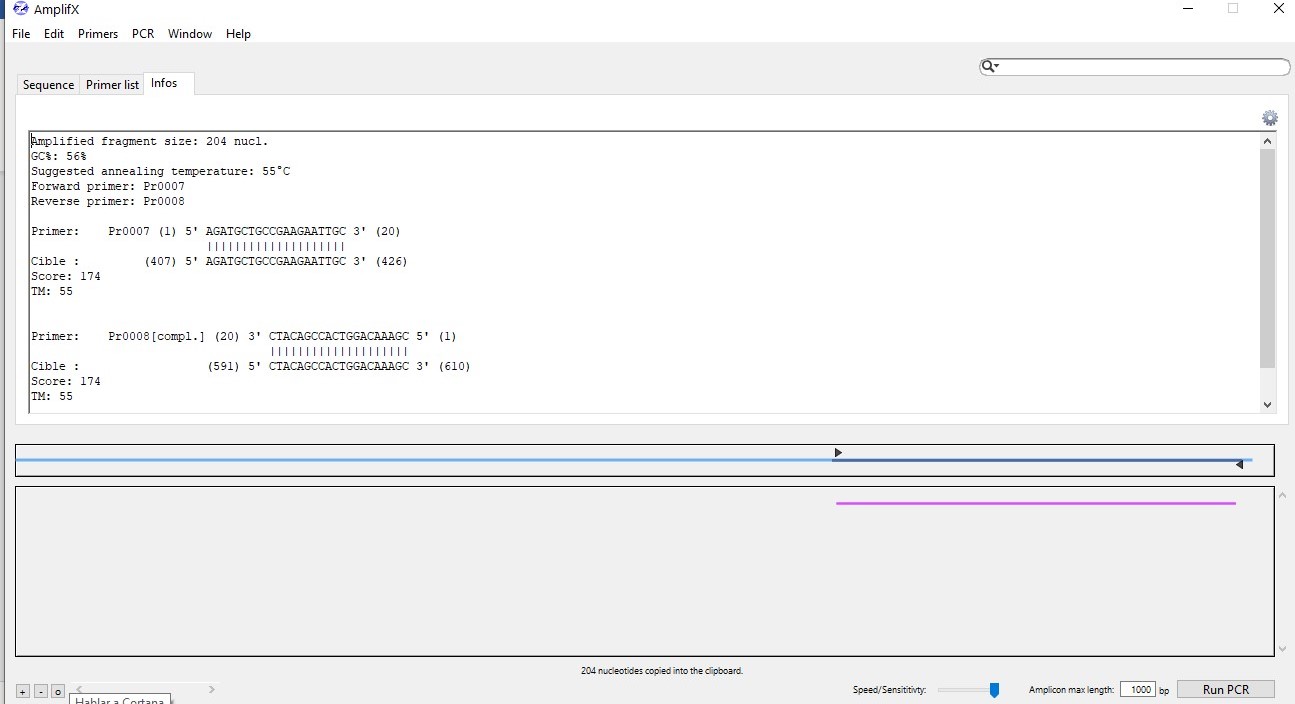 AmplifX
File Edit Primers PCR Window Help
Sequence Primer list Infos
Amplified fragment size: 204 nucl.
GC%: 56%
Suggested annealing temperature: 55°C
Forward primer: Pr0007
Reverse primer: Pr0008
Primer: Pr0007 (1) 5' AGATGCTGCCGAAGAATTGC 3' (20)
||||||||||||||||||||
Cible : (407) 5' AGATGCTGCCGAAGAATTGC 3' (426)
Score: 174
TM: 55
Primer: Pr0008[compl.] (20) 3' CTACAGCCACTGGACAAAGC 5' (1)
||||||||||||||||||||
Cible : (591) 5' CTACAGCCACTGGACAAAGC 3' (610)
Score: 174
TM: 55
204 nucleotides copied into the clipboard.
+ - o
Speed/Sensititivty:
Amplicon max length: 1000 bp
Run PCR
Hablar a Cortana